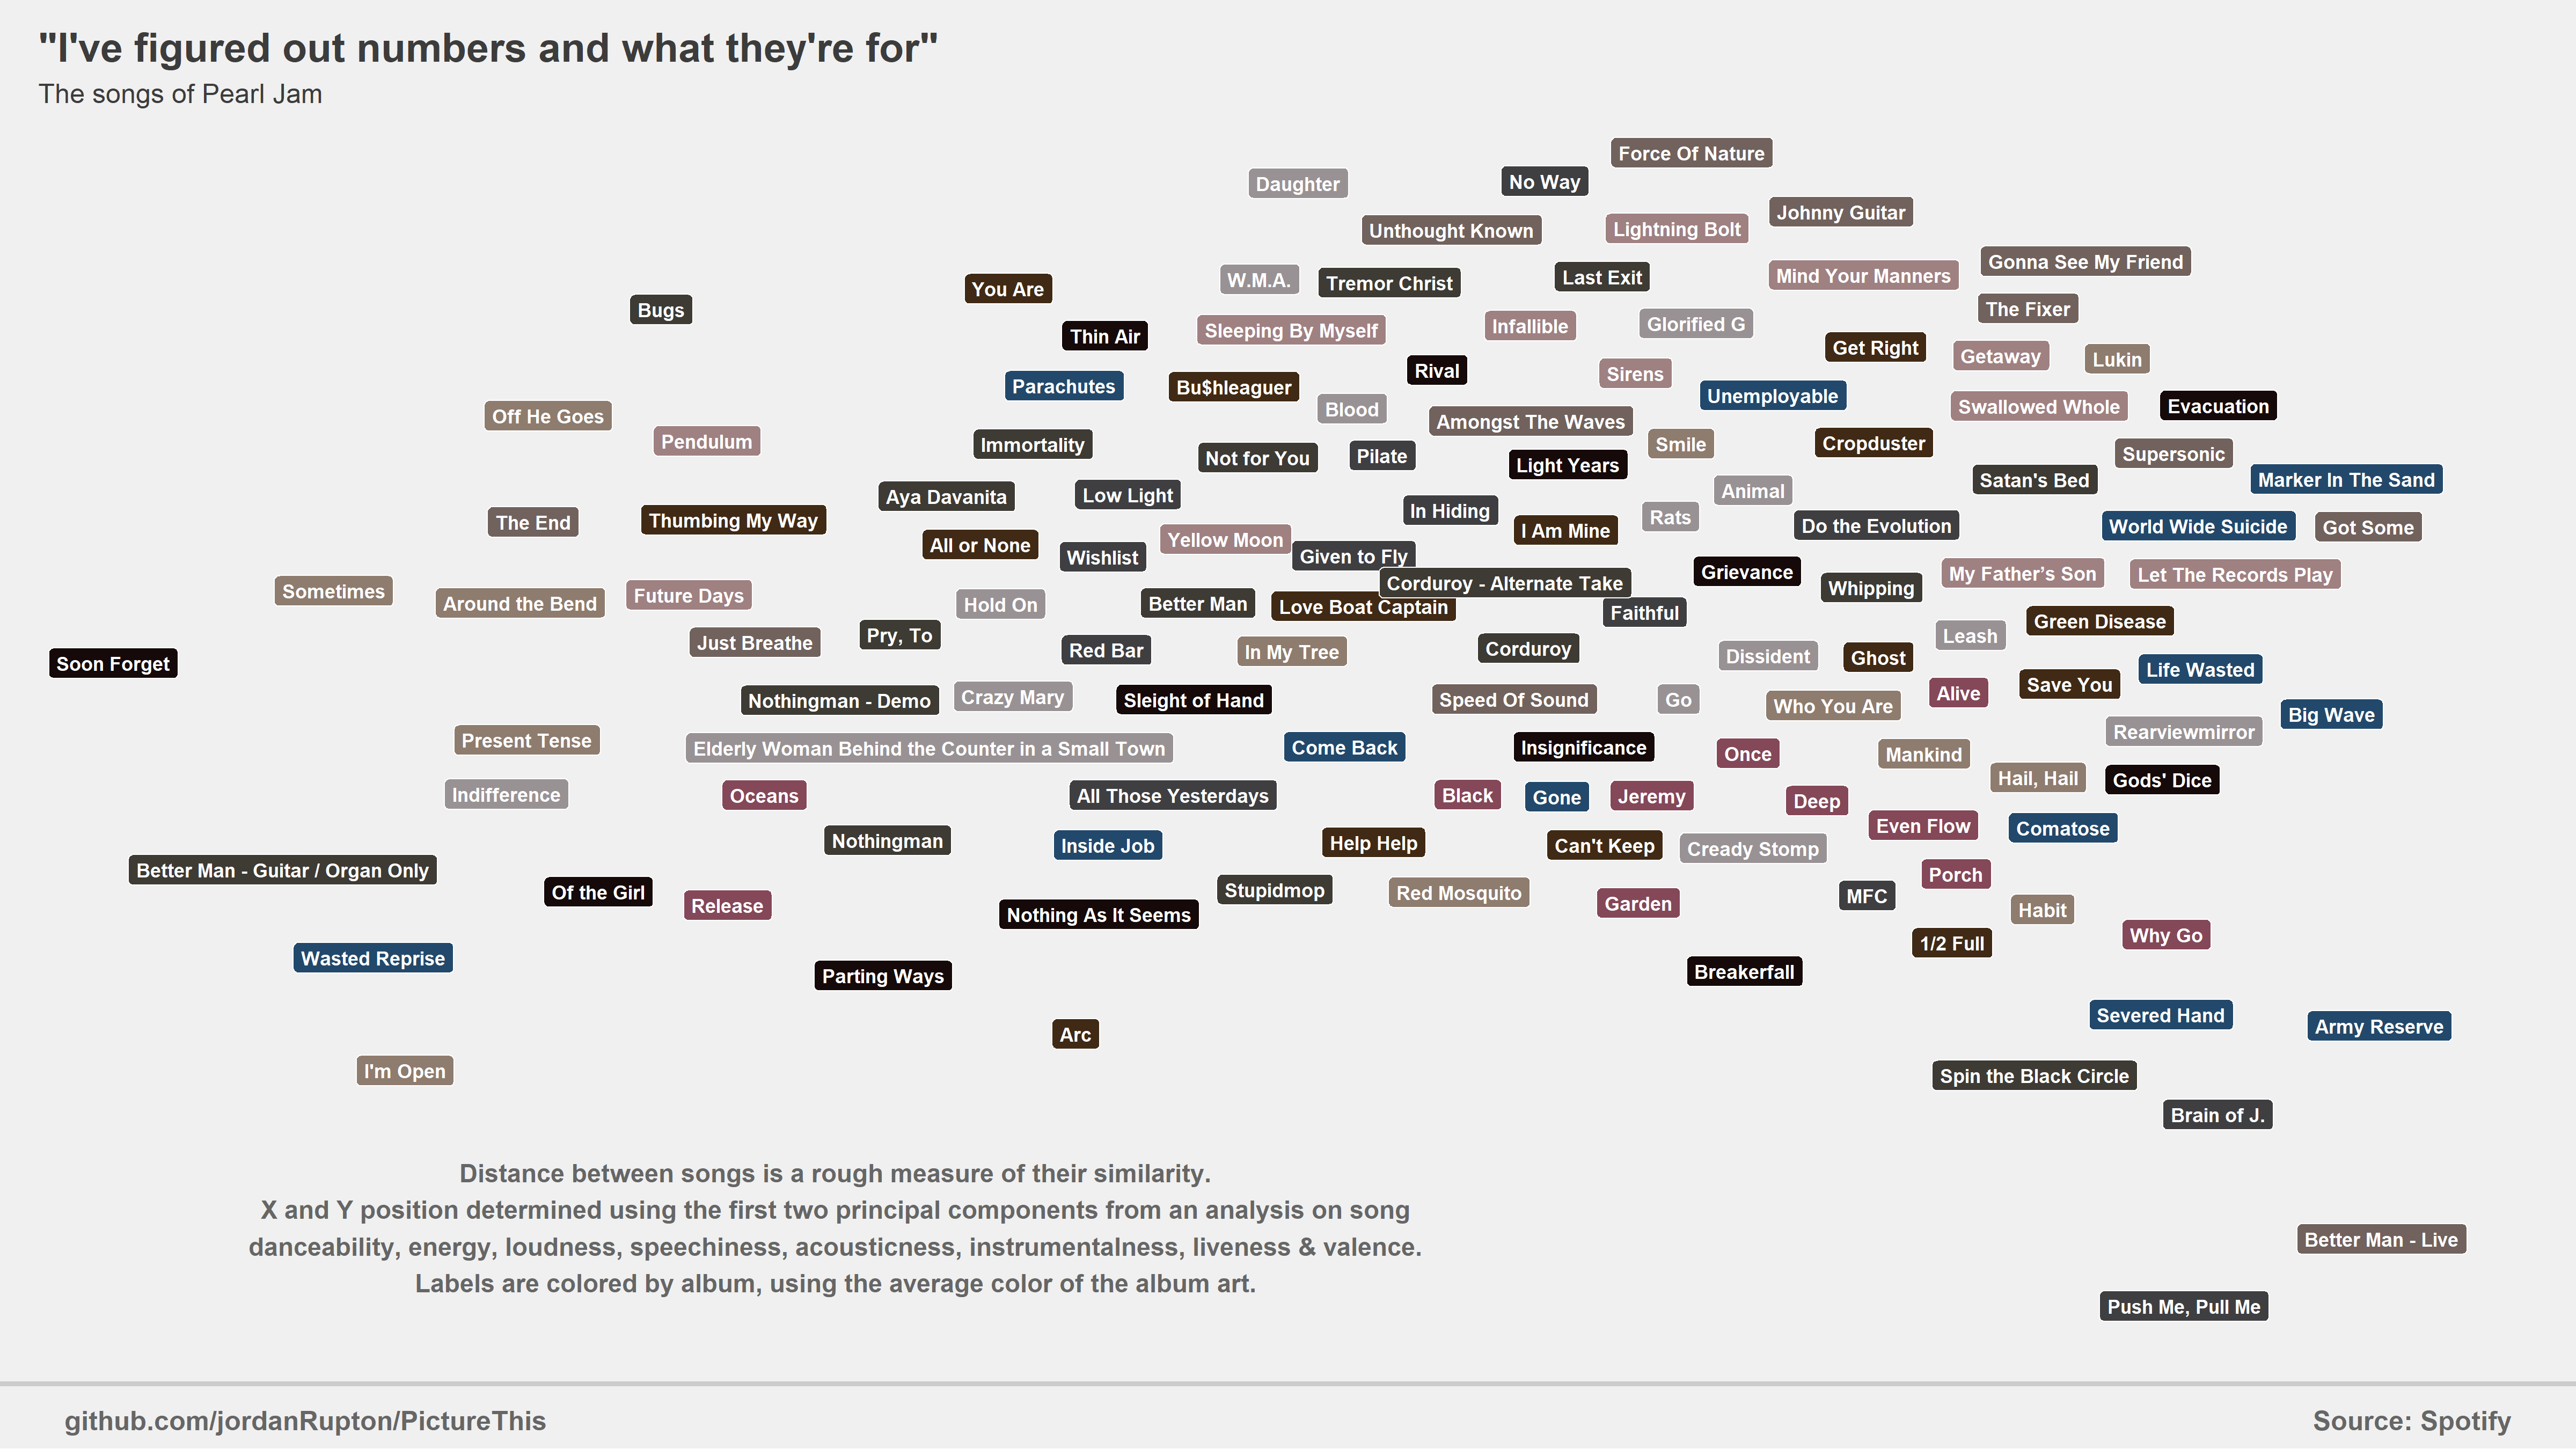 "I've figured out numbers and what they're for"
The songs of Pearl Jam
Force Of Nature
Daughter
No Way
Johnny Guitar
Unthought Known
Lightning Bolt
Gonna See My Friend
W.M.A.
Tremor Christ
Last Exit
Mind Your Manners
You Are
Bugs
The Fixer
Thin Air
Sleeping By Myself
Infallible
Glorified G
Get Right
Getaway
Lukin
Rival
Sirens
Parachutes
Bu$hleaguer
Unemployable
Blood
Swallowed Whole
Evacuation
Off He Goes
Amongst The Waves
Pendulum
Immortality
Smile
Cropduster
Not for You
Pilate
Light Years
Supersonic
Satan's Bed
Marker In The Sand
Aya Davanita
Low Light
Animal
The End
Thumbing My Way
In Hiding
Rats
Do the Evolution
World Wide Suicide
Got Some
I Am Mine
All or None
Yellow Moon
Wishlist
Given to Fly
Grievance
My Father’s Son
Let The Records Play
Corduroy - Alternate Take
Whipping
Sometimes
Around the Bend
Future Days
Hold On
Better Man
Love Boat Captain
Faithful
Green Disease
Just Breathe
Pry, To
Leash
Red Bar
In My Tree
Corduroy
Dissident
Ghost
Soon Forget
Life Wasted
Save You
Nothingman - Demo
Crazy Mary
Sleight of Hand
Speed Of Sound
Go
Who You Are
Alive
Big Wave
Rearviewmirror
Present Tense
Elderly Woman Behind the Counter in a Small Town
Come Back
Insignificance
Once
Mankind
Hail, Hail
Gods' Dice
Indifference
Oceans
All Those Yesterdays
Black
Gone
Jeremy
Deep
Even Flow
Comatose
Nothingman
Inside Job
Help Help
Can't Keep
Cready Stomp
Better Man - Guitar / Organ Only
Porch
Of the Girl
Release
Stupidmop
Red Mosquito
Garden
MFC
Habit
Nothing As It Seems
Why Go
1/2 Full
Wasted Reprise
Parting Ways
Breakerfall
Severed Hand
Army Reserve
Arc
I'm Open
Spin the Black Circle
Brain of J.
Distance between songs is a rough measure of their similarity.
X and Y position determined using the first two principal components from an analysis on song
danceability, energy, loudness, speechiness, acousticness, instrumentalness, liveness & valence.
Labels are colored by album, using the average color of the album art.
Better Man - Live
Push Me, Pull Me
github.com/jordanRupton/PictureThis
Source: Spotify